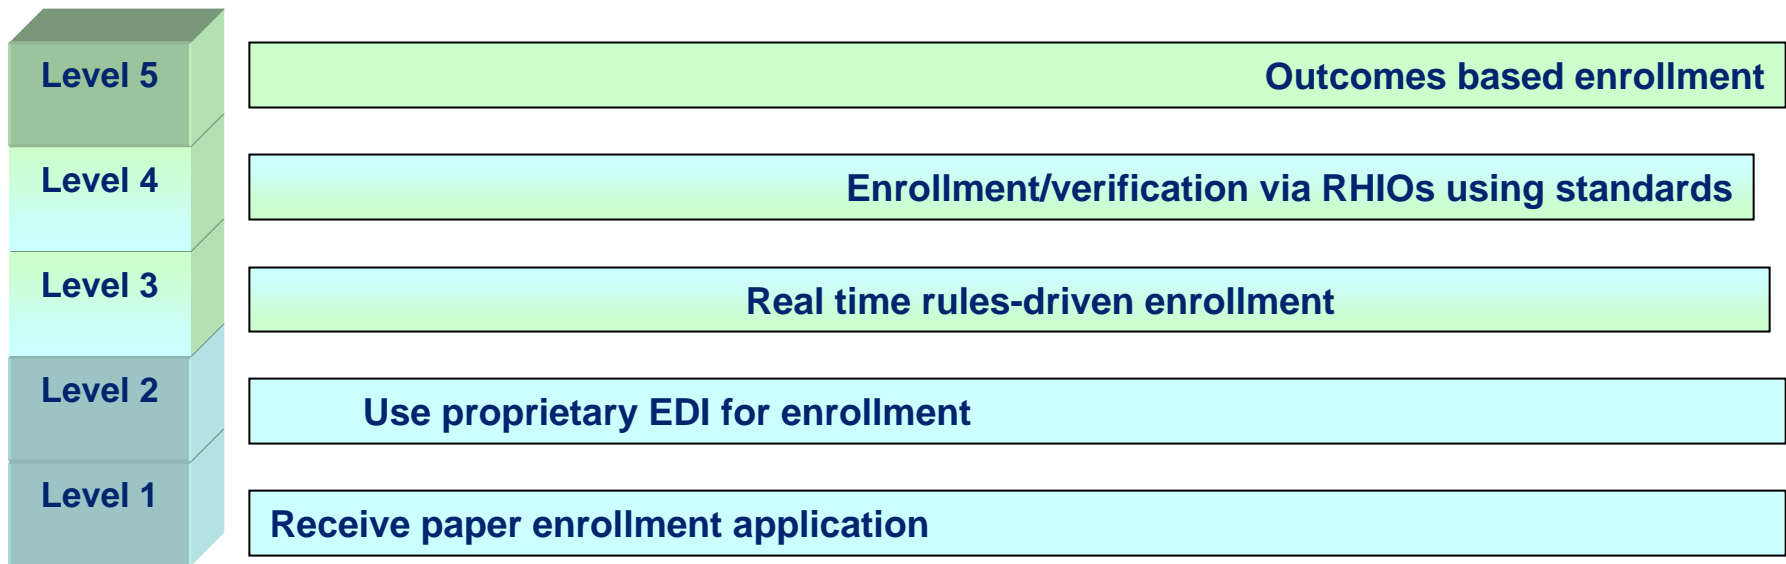 Level 5
Outcomes based enrollment
Level 4
Enrollment/verification via RHIOs using standards
Level 3
Real time rules-driven enrollment
Level 2
Use proprietary EDI for enrollment
Level 1
Receive paper enrollment application